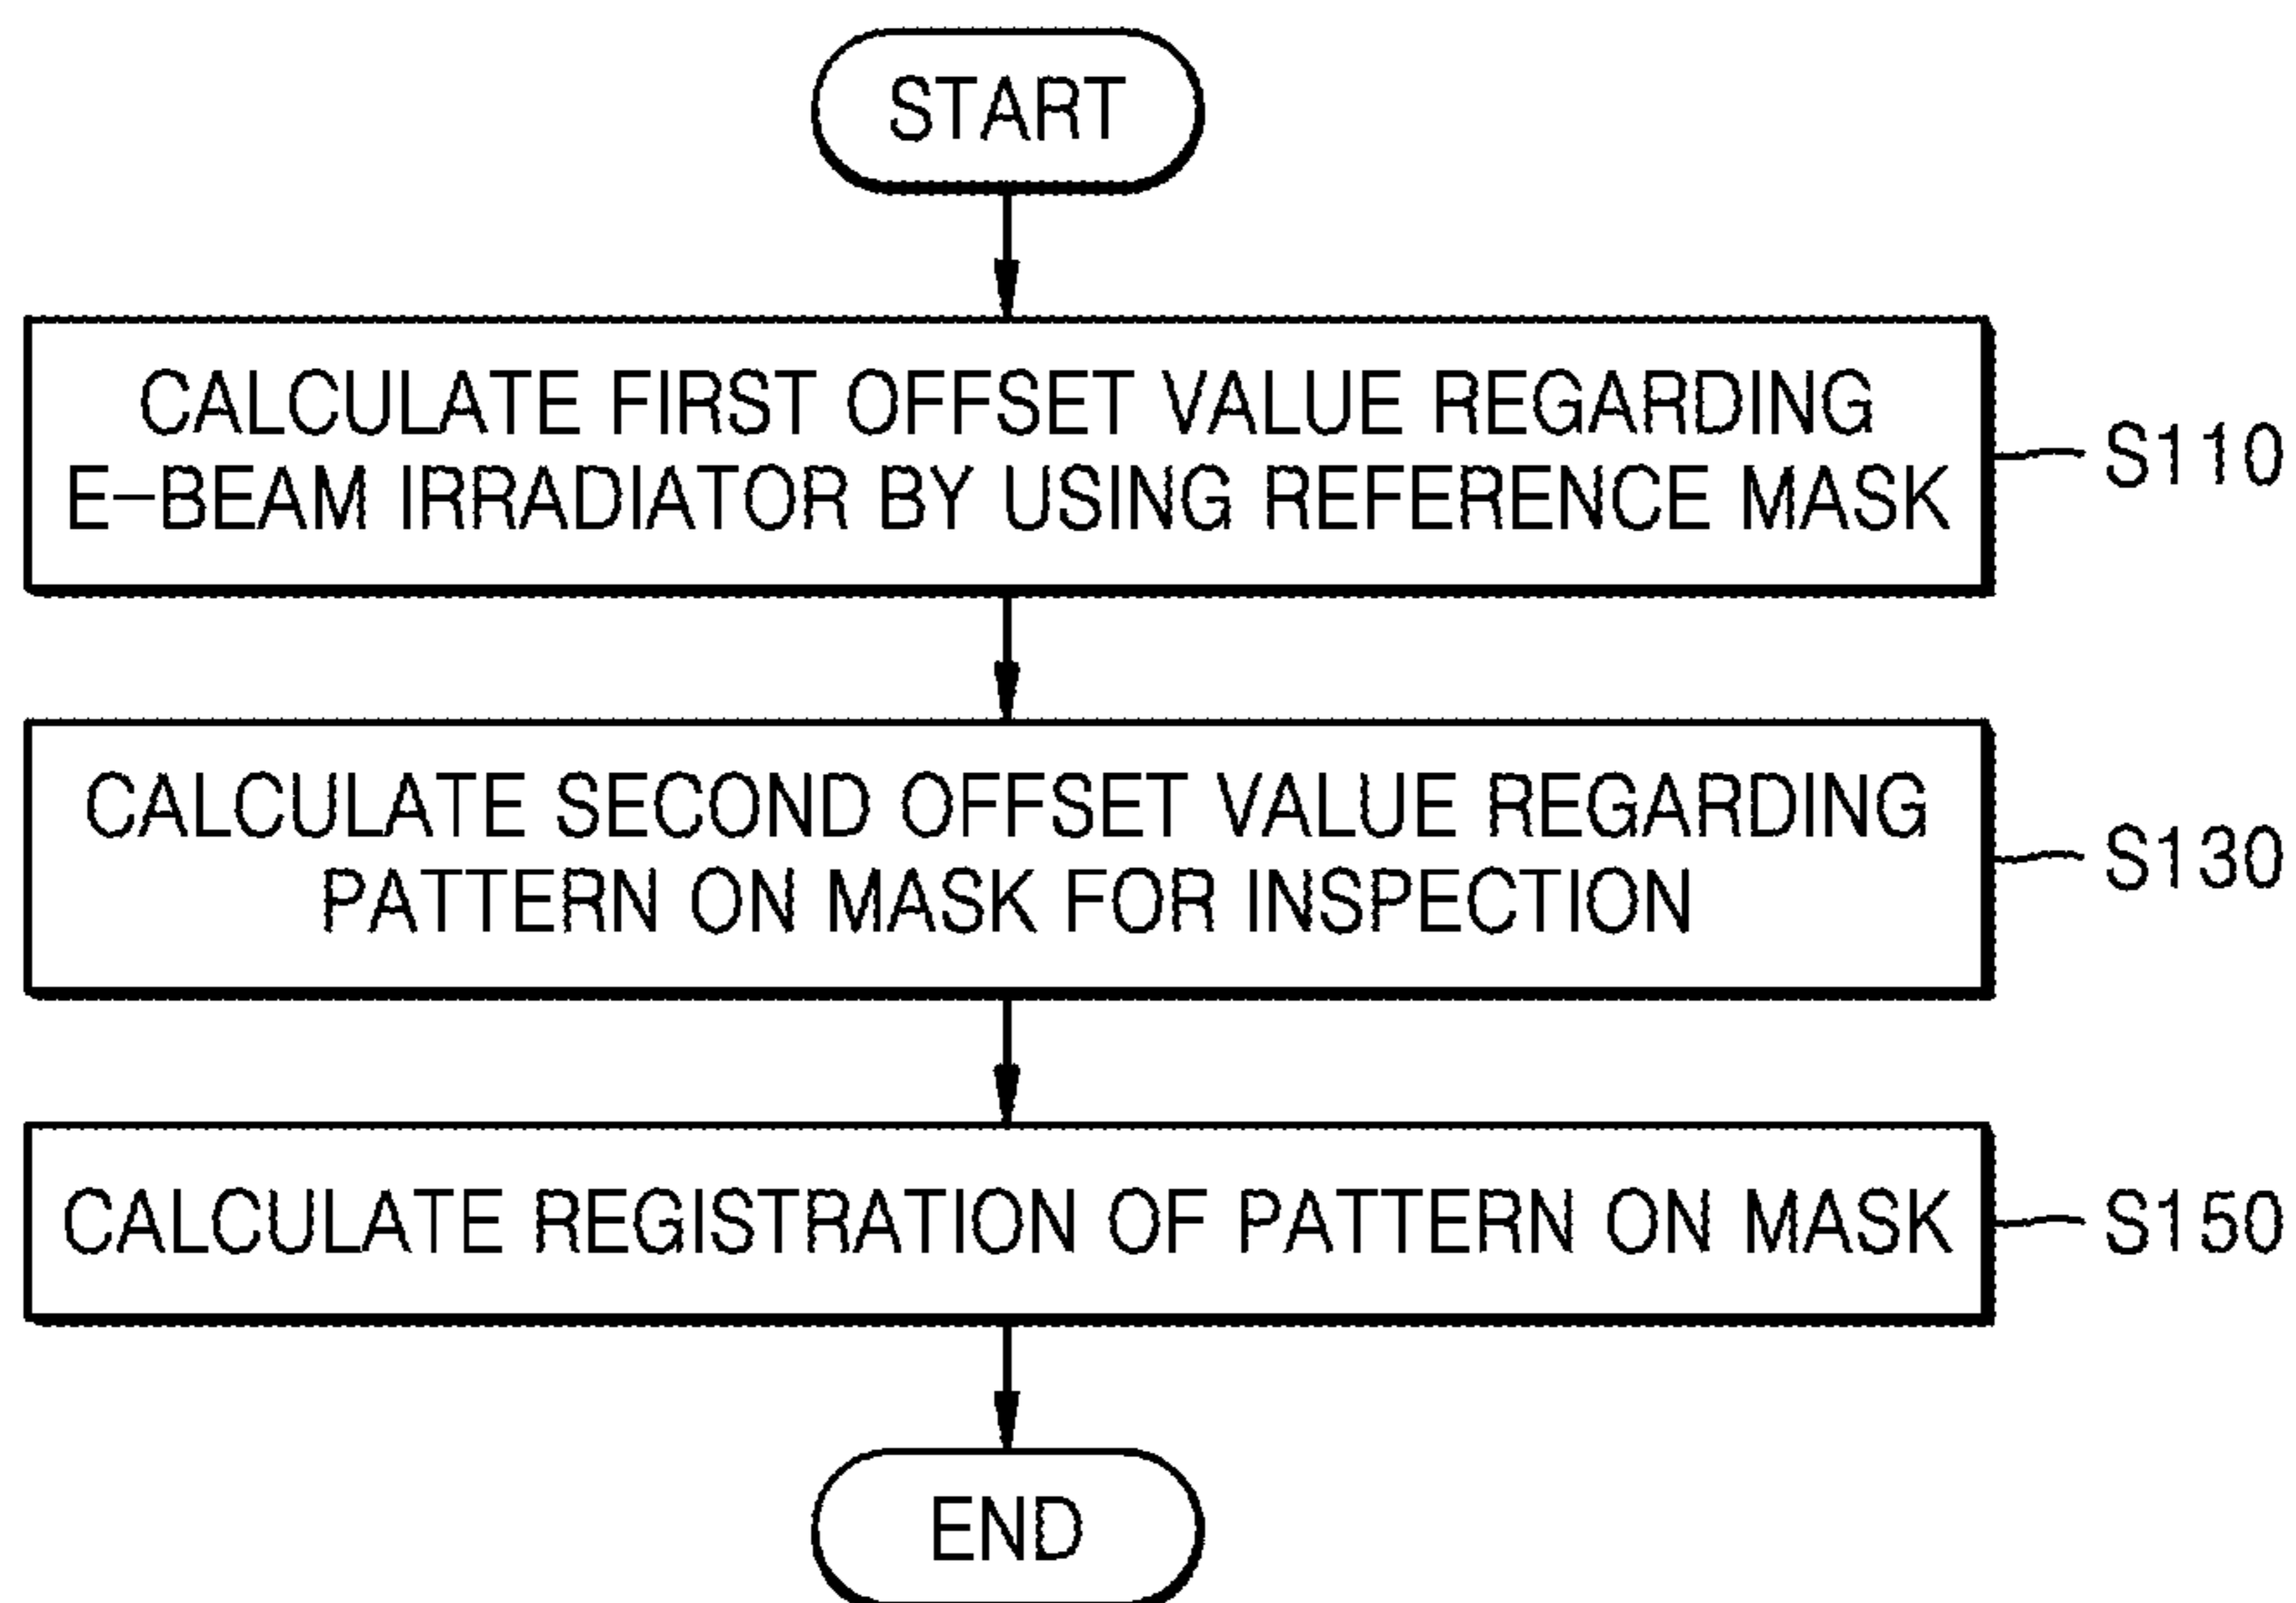 START
CALCULATE FIRST OFFSET VALUE REGARDING
E-BEAM IRRADIATOR BY USING REFERENCE MASK
S110
CALCULATE SECOND OFFSET VALUE REGARDING
PATTERN ON MASK FOR INSPECTION
S130
CALCULATE REGISTRATION OF PATTERN ON MASK
S150
END